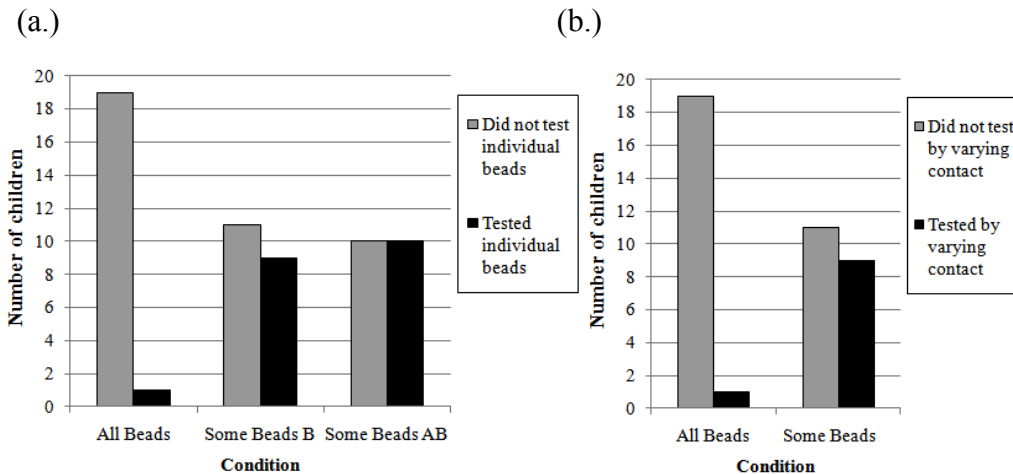 (a.)
Number of children
20
18
16
14
12
10
8
6
4
2
0
All Beads
Some Beads B
Some Beads AB
Condition
Did not test
individual
beads
Tested
individual
beads
(b.)
Number of children
20
18
16
14
12
10
8
6
4
2
0
All Beads
Some Beads
Condition
Did not test
by varying
contact
Tested by
varying
contact